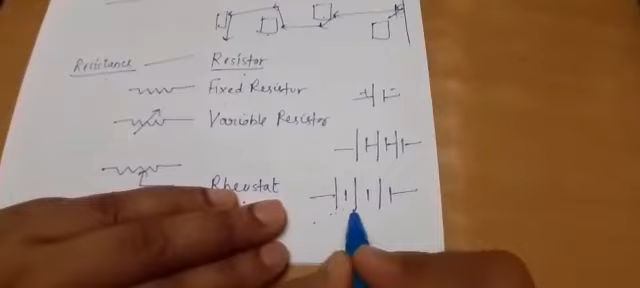 Resistance Resistor
Fixed Resistor
Variable Resistor
Rheostat